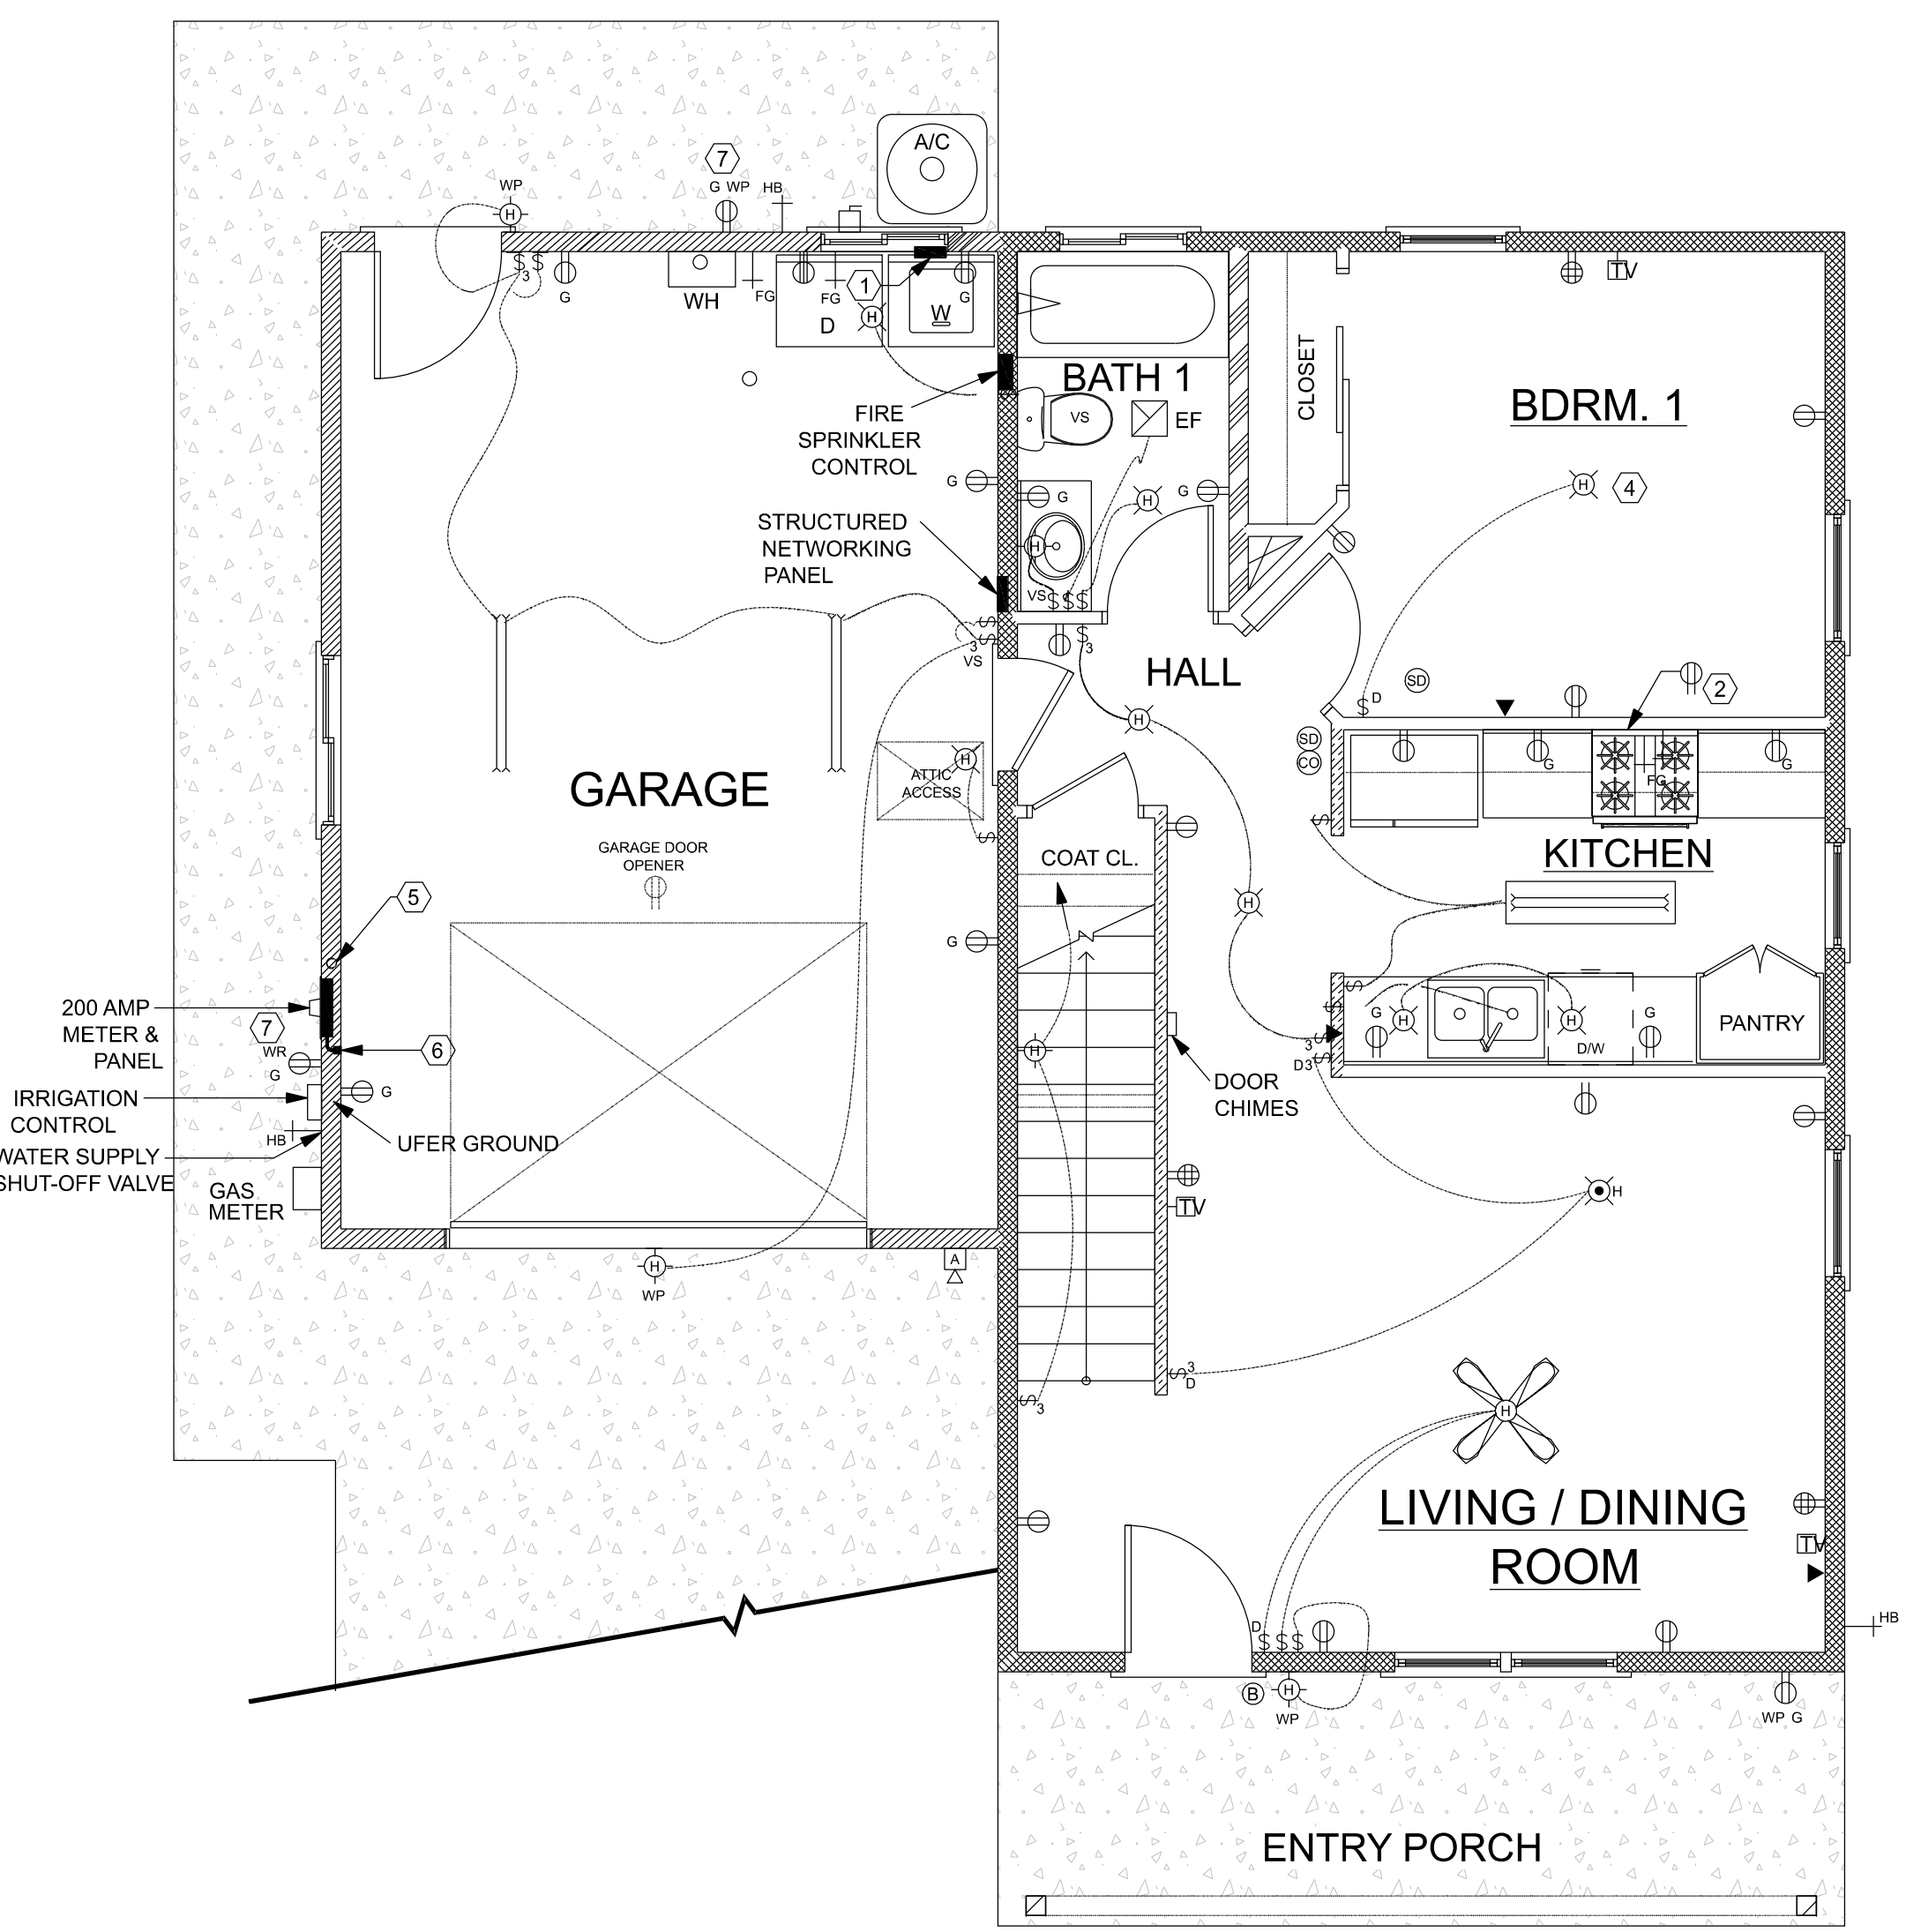 A/C
7
WP
G WP
HB
H
$ $
3
G
WH
FG
FG
D
1
H
W
G
TV
FIRE
SPRINKLER
CONTROL
BATH 1
VS
EF
CLOSET
BDRM. 1
H
4
G
G
G
H
STRUCTURED
NETWORKING
PANEL
H
VS
$$$
$
3
$
$
3
VS
HALL
SD
$ D
2
H
SD
CO
GARAGE
ATTIC
ACCESS
H
$
G
FG
G
$
KITCHEN
GARAGE DOOR
OPENER
5
COAT CL.
H
G
200 AMP
METER &
PANEL
7
WR
G
6
G
H
DOOR
CHIMES
$
$
$
3
D3
$
G
H
H
D/W
G
PANTRY
IRRIGATION
CONTROL
HB
WATER SUPPLY
SHUT-OFF VALVE
UFER GROUND
GAS
METER
TV
H
H
WP
A
$ 3
D
$
3
H
LIVING / DINING
ROOM
TV
D
$ $ $
HB
B
H
WP
WP G
ENTRY PORCH